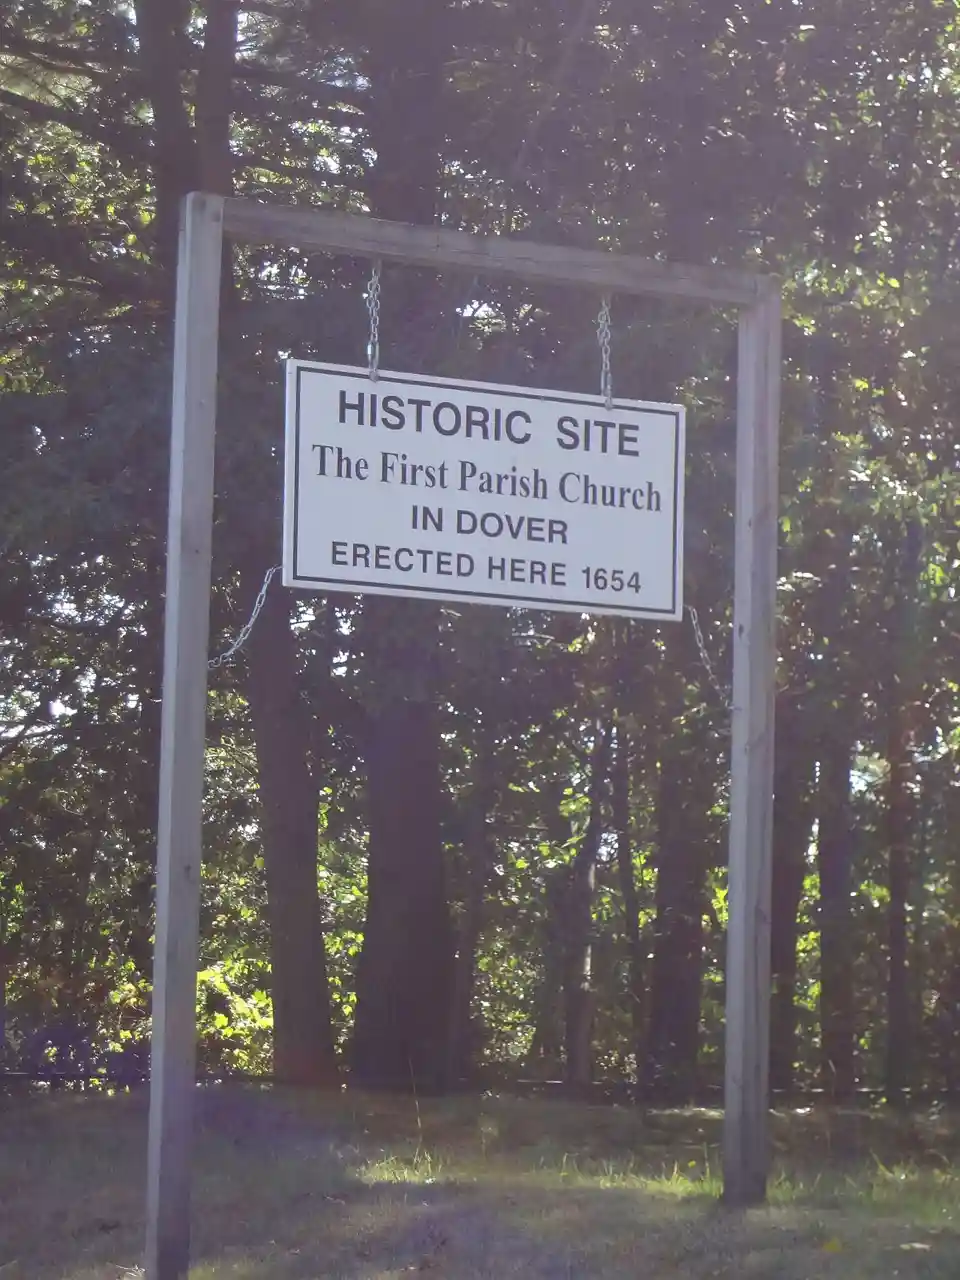 HISTORIC SITE
The First Parish Church
IN DOVER
ERECTED HERE 1654